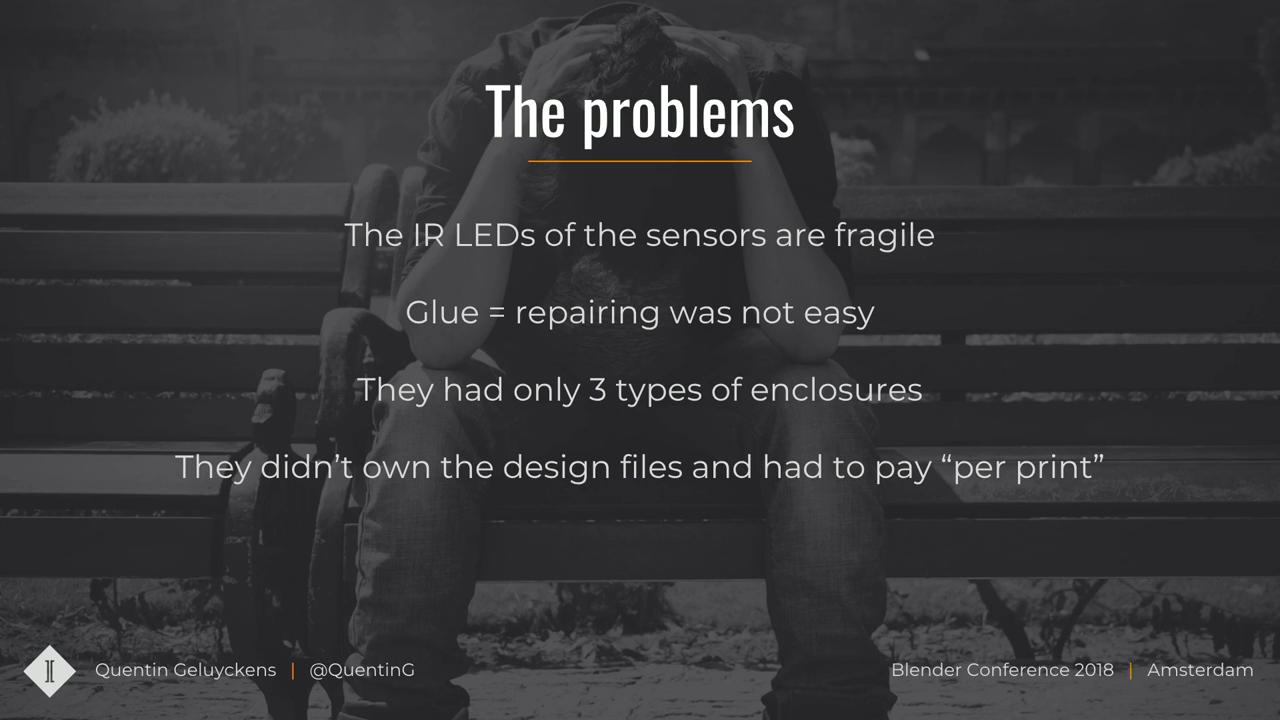 The problems
The IR LEDs of the sensors are fragile
Glue = repairing was not easy
They had only 3 types of enclosures
They didn’t own the design files and had to pay “per print”
Quentin Geluyckens | @QuentinG
Blender Conference 2018 | Amsterdam